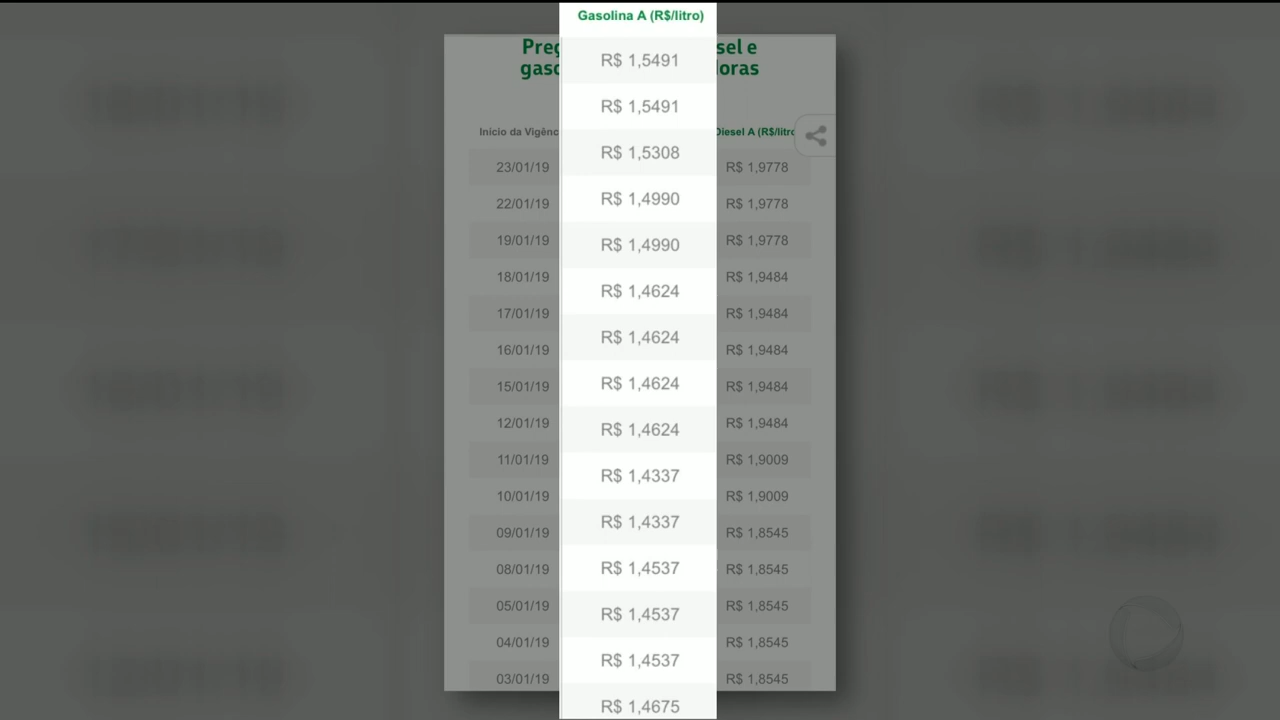 Gasolina A (R$/litro)
Preç sel e
gaso doras
Início da Vigênc Diesel A (R$/litro
R$ 1,5491
R$ 1,5491
R$ 1,5308
R$ 1,4990
R$ 1,4990
R$ 1,4624
R$ 1,4624
R$ 1,4624
R$ 1,4624
R$ 1,4337
R$ 1,4337
R$ 1,4537
R$ 1,4537
R$ 1,4537
R$ 1,4675
23/01/19 R$ 1,9778
22/01/19 R$ 1,9778
19/01/19 R$ 1,9778
18/01/19 R$ 1,9484
17/01/19 R$ 1,9484
16/01/19 R$ 1,9484
15/01/19 R$ 1,9484
12/01/19 R$ 1,9484
11/01/19 R$ 1,9009
10/01/19 R$ 1,9009
09/01/19 R$ 1,8545
08/01/19 R$ 1,8545
05/01/19 R$ 1,8545
04/01/19 R$ 1,8545
03/01/19 R$ 1,8545